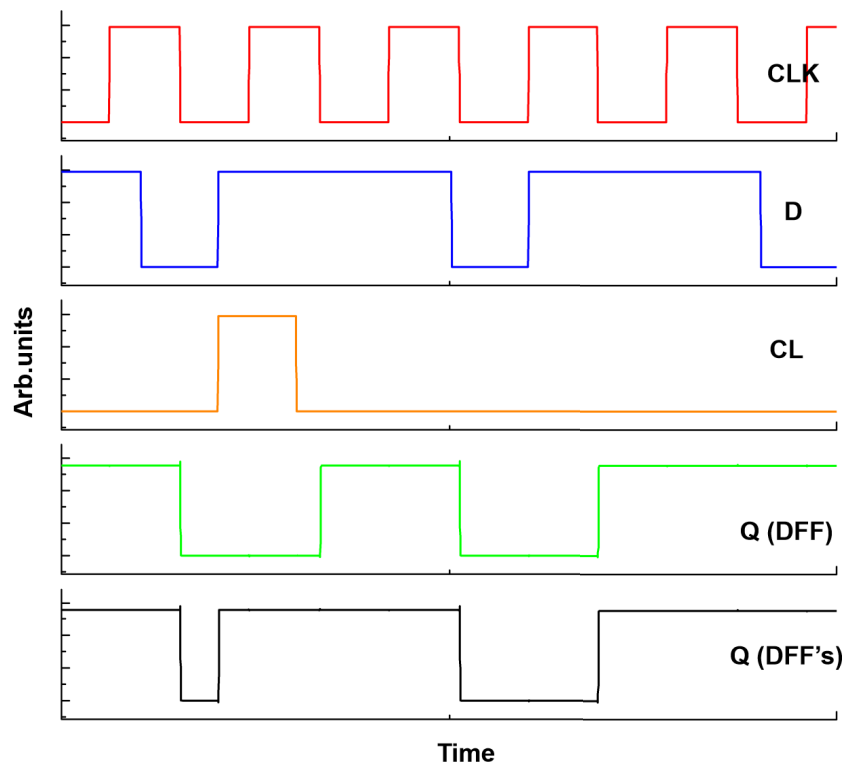 CLK
D
CL
Arb.units
Q (DFF)
Q (DFF’s)
Time